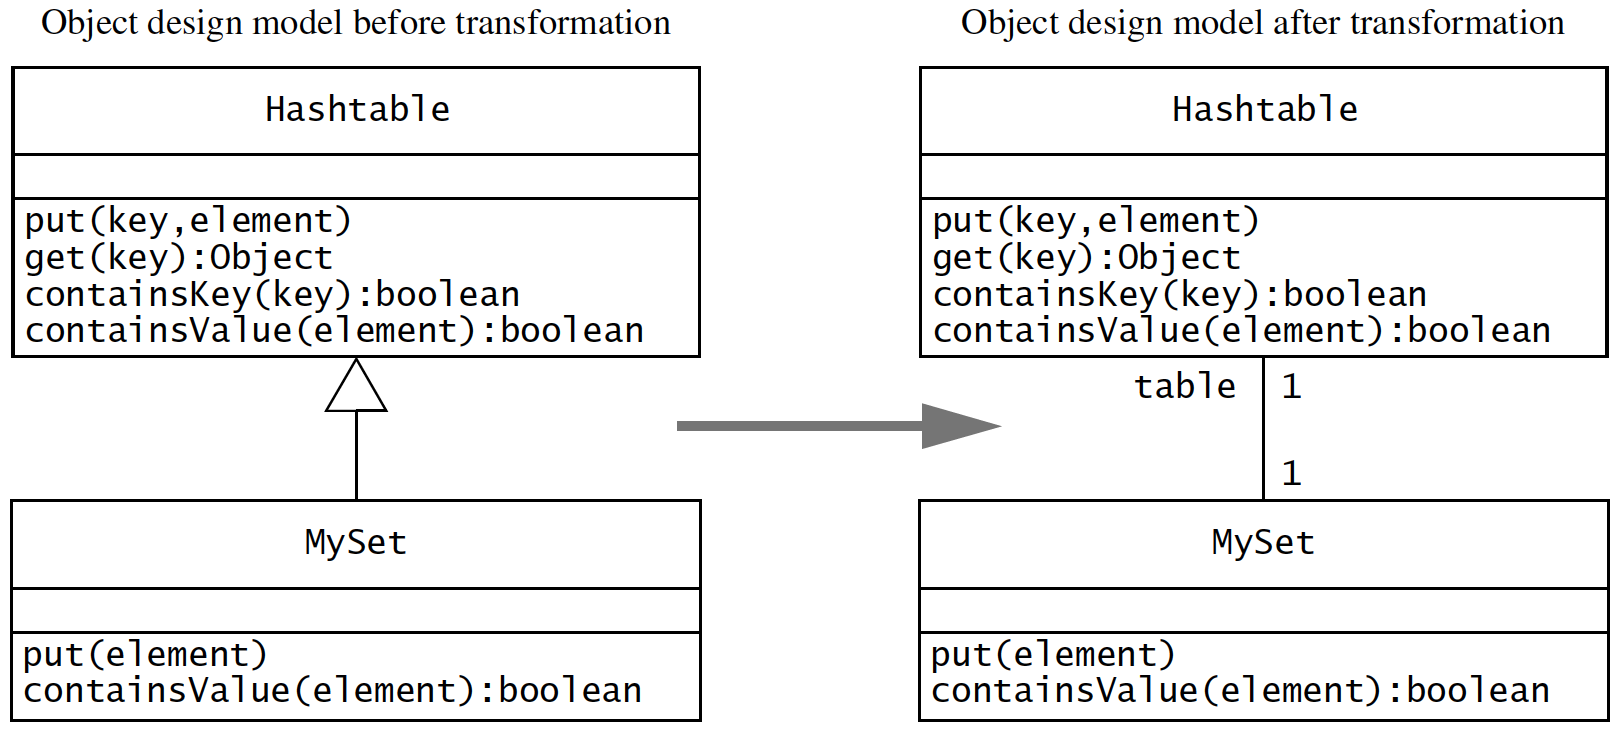 Object design model before transformation
Hashtable
put(key,element)
get(key):Object
containsKey(key):boolean
containsValue(element):boolean
MySet
put(element)
containsValue(element):boolean
Object design model after transformation
Hashtable
put(key,element)
get(key):Object
containsKey(key):boolean
containsValue(element):boolean
table 1
1
MySet
put(element)
containsValue(element):boolean